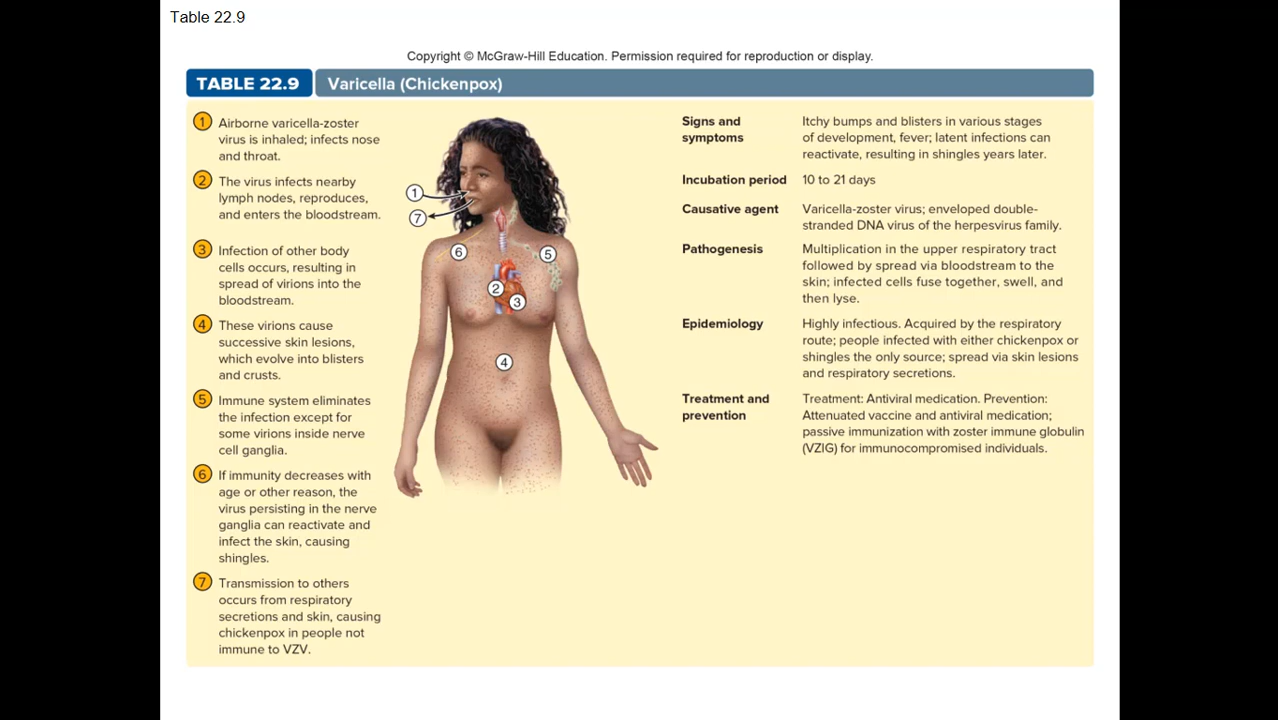 Table 22.9
Copyright © McGraw-Hill Education. Permission required for reproduction or display.
TABLE 22.9 Varicella (Chickenpox)
1 Airborne varicella-zoster
virus is inhaled; infects nose
and throat.
2 The virus infects nearby
lymph nodes, reproduces,
and enters the bloodstream.
3 Infection of other body
cells occurs, resulting in
spread of virions into the
bloodstream.
4 These virions cause
successive skin lesions,
which evolve into blisters
and crusts.
5 Immune system eliminates
the infection except for
some virions inside nerve
cell ganglia.
6 If immunity decreases with
age or other reason, the
virus persisting in the nerve
ganglia can reactivate and
infect the skin, causing
shingles.
7 Transmission to others
occurs from respiratory
secretions and skin, causing
chickenpox in people not
immune to VZV.
1
7
6
5
2
3
4
Signs and
symptoms
Itchy bumps and blisters in various stages
of development, fever; latent infections can
reactivate, resulting in shingles years later.
Incubation period
10 to 21 days
Causative agent
Varicella-zoster virus; enveloped double-
stranded DNA virus of the herpesvirus family.
Pathogenesis
Multiplication in the upper respiratory tract
followed by spread via bloodstream to the
skin; infected cells fuse together, swell, and
then lyse.
Epidemiology
Highly infectious. Acquired by the respiratory
route; people infected with either chickenpox or
shingles the only source; spread via skin lesions
and respiratory secretions.
Treatment and
prevention
Treatment: Antiviral medication. Prevention:
Attenuated vaccine and antiviral medication;
passive immunization with zoster immune globulin
(VZIG) for immunocompromised individuals.